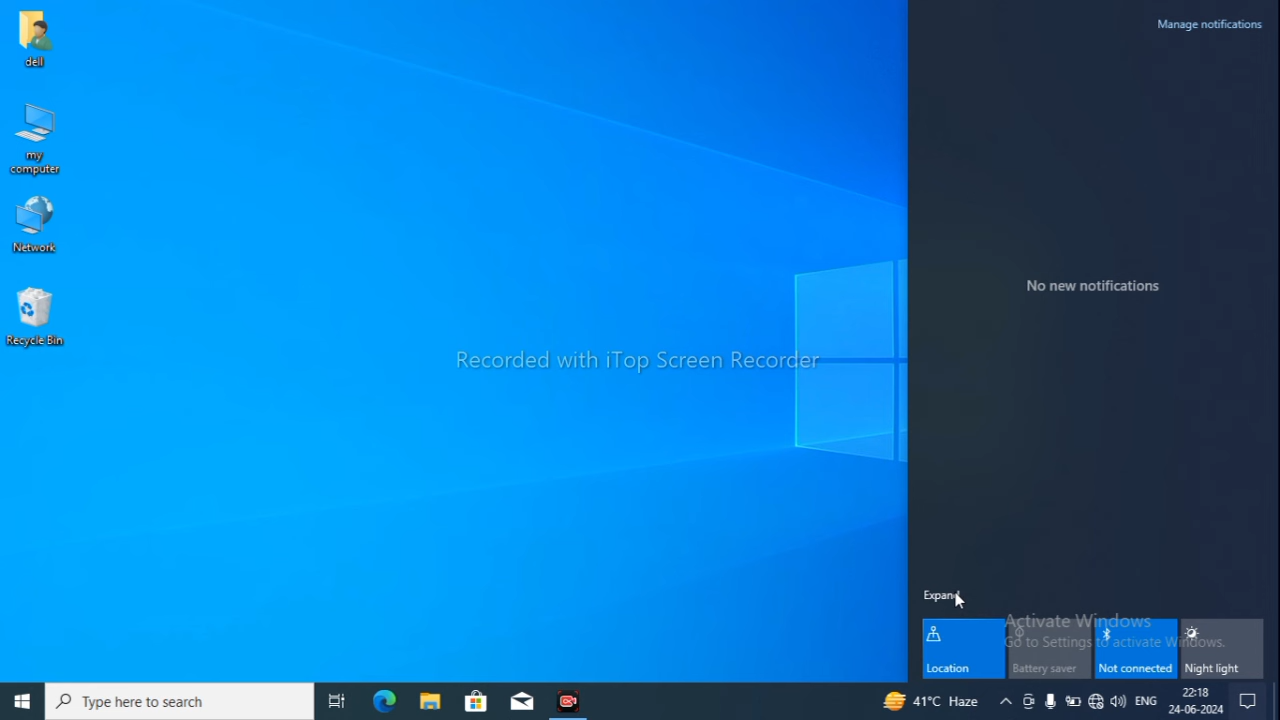 Manage notifications
dell
my
computer
Network
No new notifications
Recycle Bin
Recorded with iTop Screen Recorder
Expand
Activate Windows
Go to Settings to activate Windows.
Location
Battery saver
Not connected
Night light
Type here to search
41°C Haze
ENG
22:18
24-06-2024